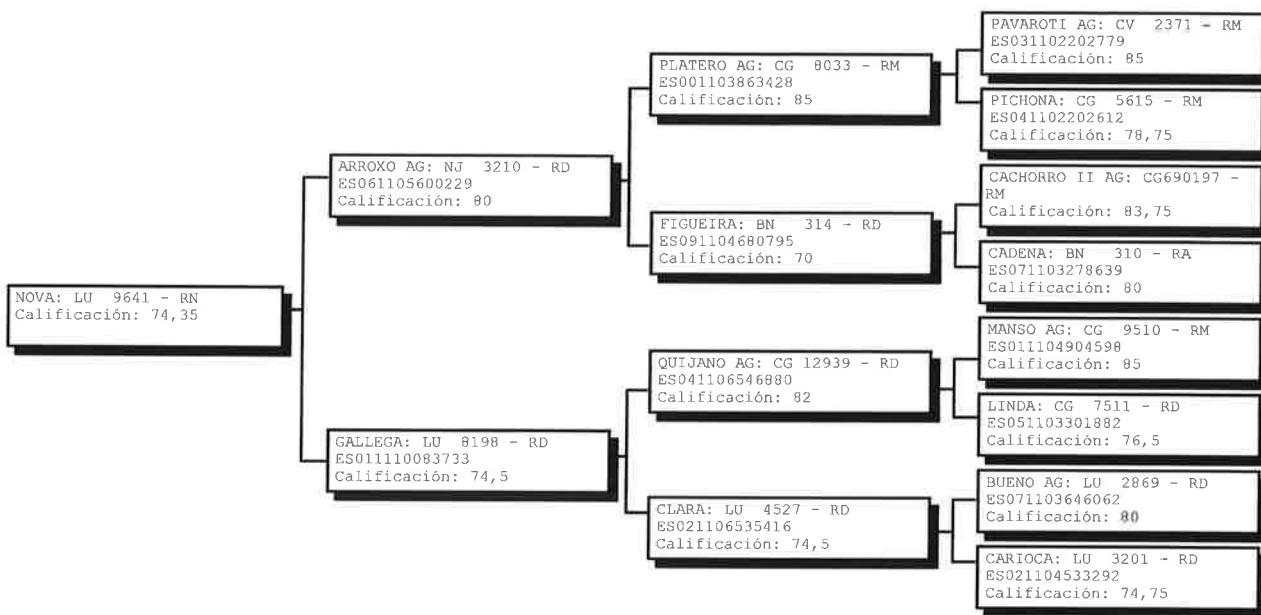 PAVAROTI AG: CV 2371 - RM
ES031102202779
Calificación: 85
PLATERO AG: CG 8033 - RM
ES001103863428
Calificación: 85
PICHONA: CG 5615 - RM
ES041102202612
Calificación: 78,75
ARROXO AG: NJ 3210 - RD
ES061105600229
Calificación: 80
CACHORRO II AG: CG690197 -
RM
Calificación: 83,75
FIGUEIRA: BN 314 - RD
ES091104680795
Calificación: 70
CADENA: BN 310 - RA
ES071103278639
Calificación: 80
NOVA: LU 9641 - RN
Calificación: 74,35
MANSO AG: CG 9510 - RM
ES011104904598
Calificación: 85
QUIJANO AG: CG 12939 - RD
ES041106546880
Calificación: 82
LINDA: CG 7511 - RD
ES051103301882
Calificación: 76,5
GALLEGA: LU 8198 - RD
ES011110083733
Calificación: 74,5
BUENO AG: LU 2869 - RD
ES071103646062
Calificación: 80
CLARA: LU 4527 - RD
ES021106535416
Calificación: 74,5
CARIOCA: LU 3201 - RD
ES021104533292
Calificación: 74,75